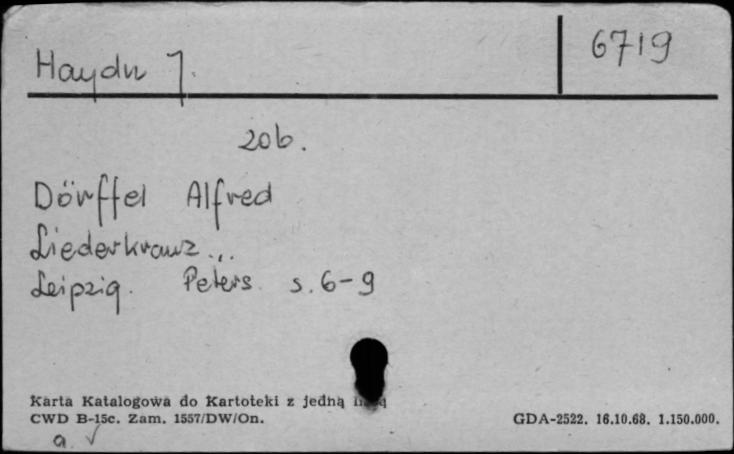 Haydn J.
6719
20b.
Dörffel Alfred
Liederkranz...
Leipzig. Peters. s. 6-9
Karta Katalogowa do Kartoteki z jedną
CWD B-15c. Zam. 1557/DW/On.
GDA-2522. 16.10.68. 1.150.000.
a. √